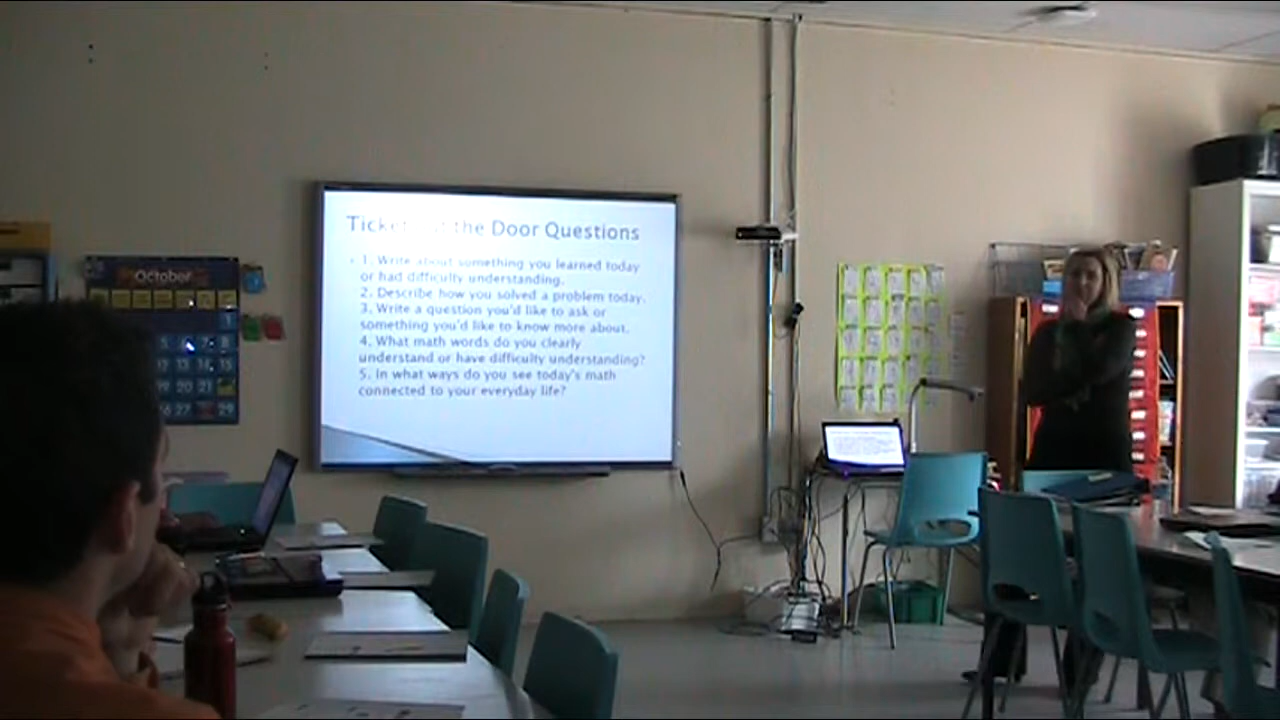 Ticket out the Door Questions
1. Write about something you learned today
or had difficulty understanding.
2. Describe how you solved a problem today.
3. Write a question you'd like to ask or
something you'd like to know more about.
4. What math words do you clearly
understand or have difficulty understanding?
5. In what ways do you see today's math
connected to your everyday life?
October